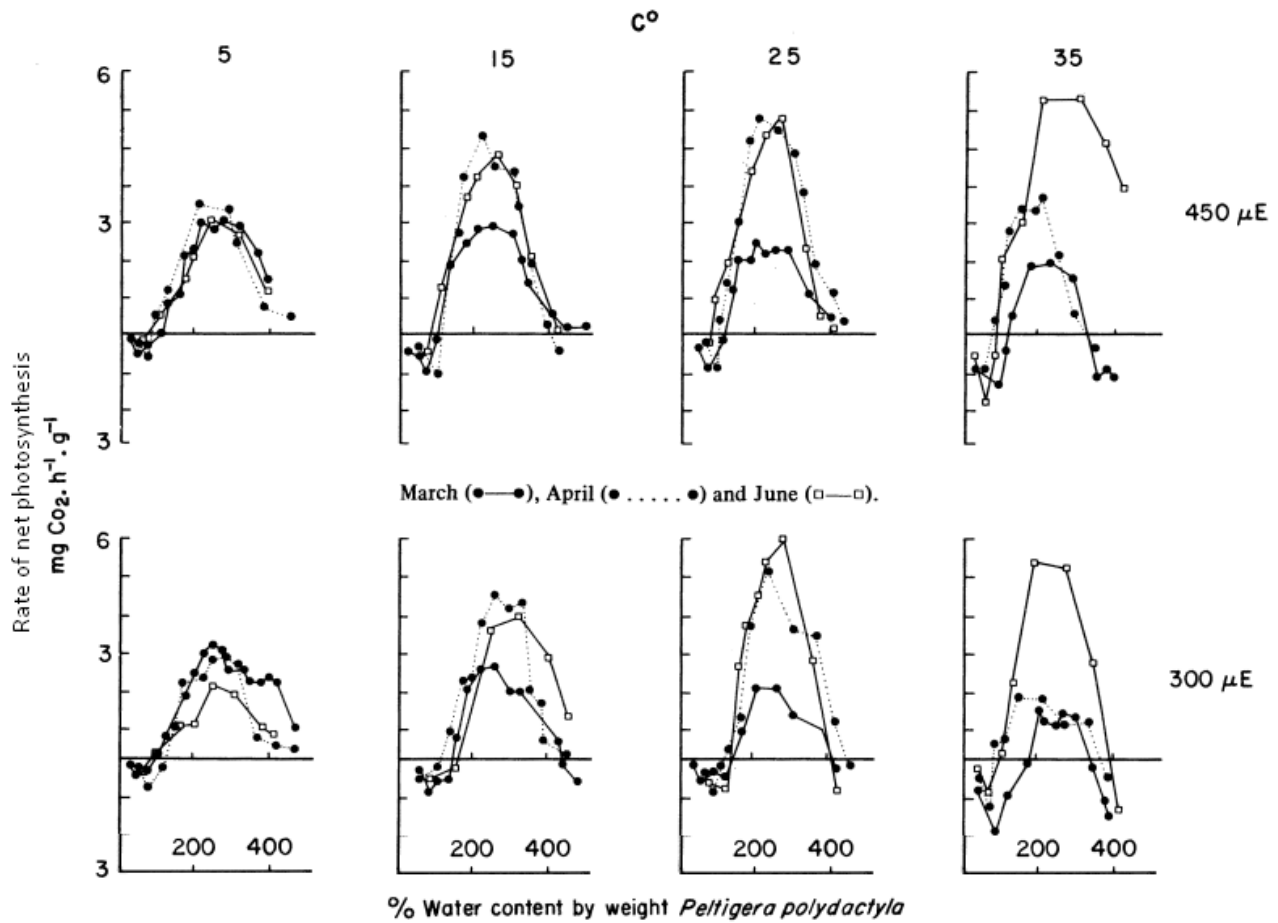 C°
5 15 25 35
6
3
3
450 μE
Rate of net photosynthesis
mg Co₂. h⁻¹. g⁻¹
March (●—●), April (● . . . . . ●) and June (□—□).
6
3
3
300 μE
200 400 200 400 200 400 200 400
% Water content by weight Peltigera polydactyla